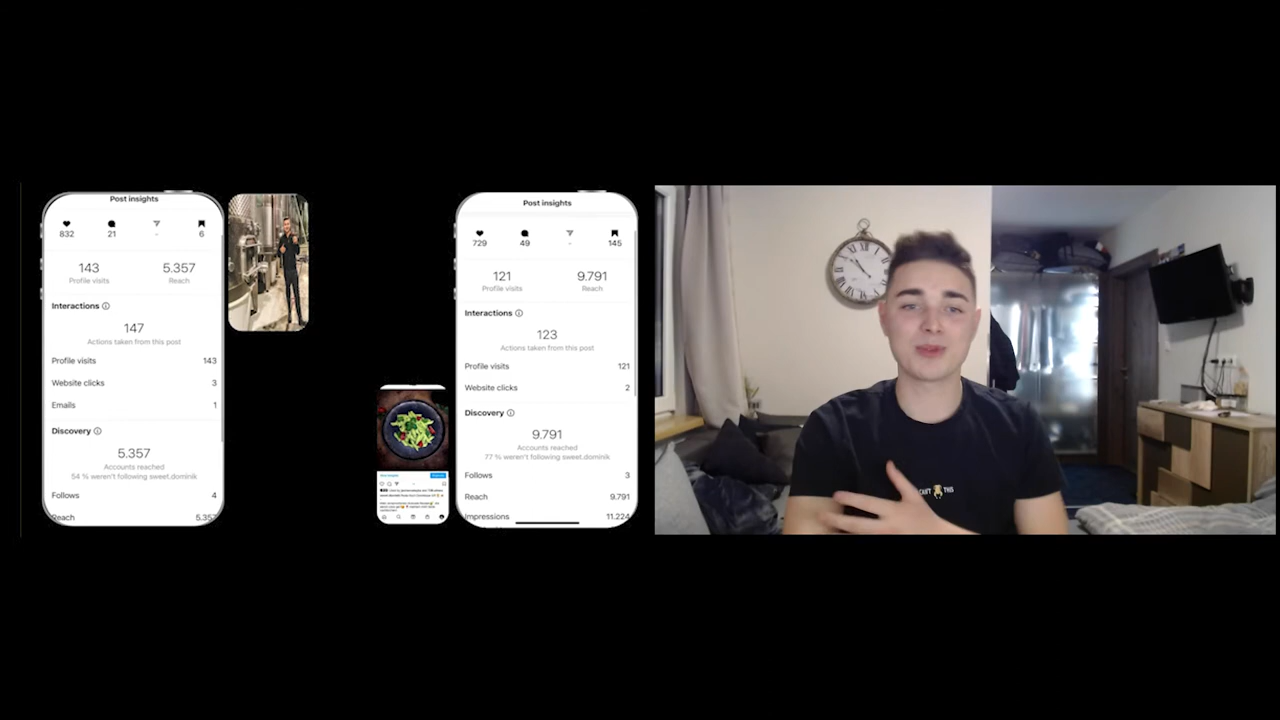 Post insights
832 21 - 6
143 5.357
Profile visits Reach
Interactions
147
Actions taken from this post
Profile visits 143
Website clicks 3
Emails 1
Discovery
5.357
Accounts reached
54 % weren't following sweet.dominik
Follows 4
Reach 5.357
Post insights
729 49 - 145
121 9.791
Profile visits Reach
Interactions
123
Actions taken from this post
Profile visits 121
Website clicks 2
Discovery
9.791
Accounts reached
77 % weren't following sweet.dominik
Follows 3
Reach 9.791
Impressions 11.224
THIS